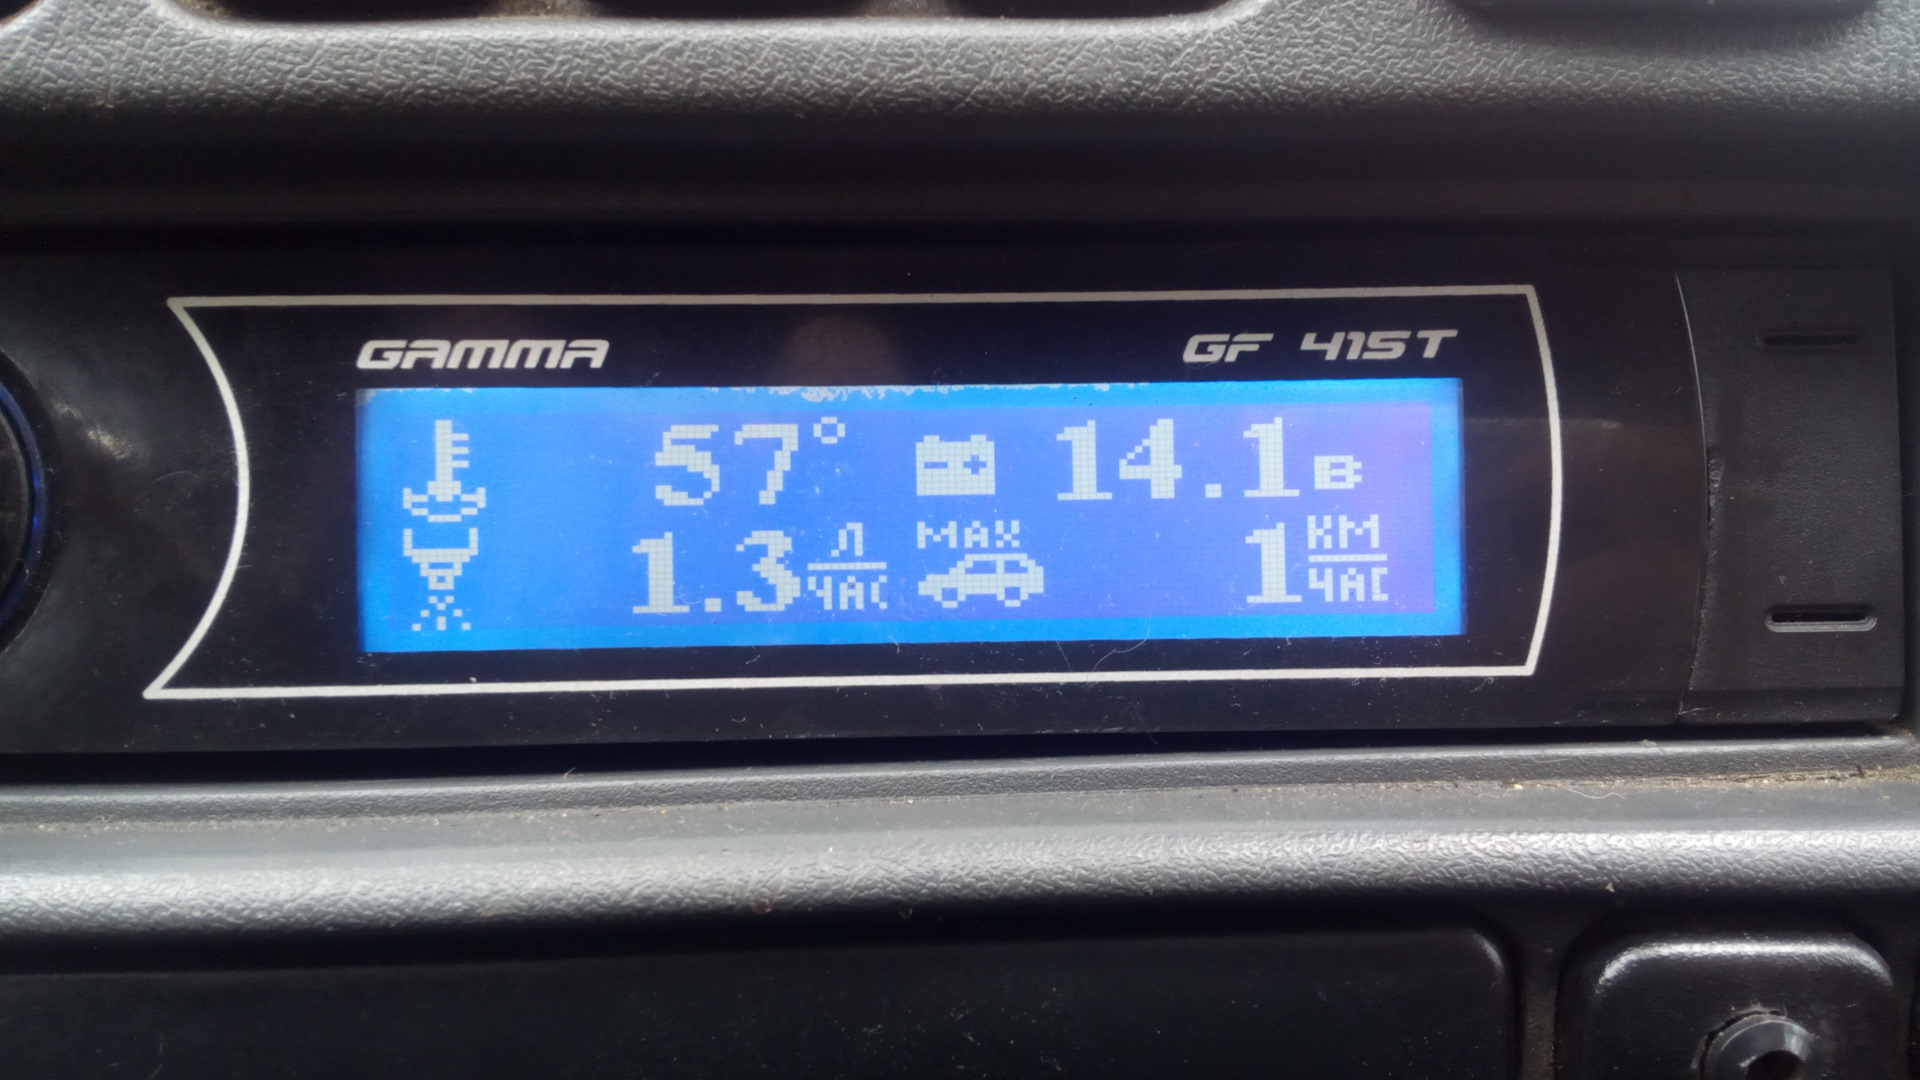 GAMMA GF 415T
57° 14.1В
1.3 Л/ЧАС MAX 1 КМ/ЧАС